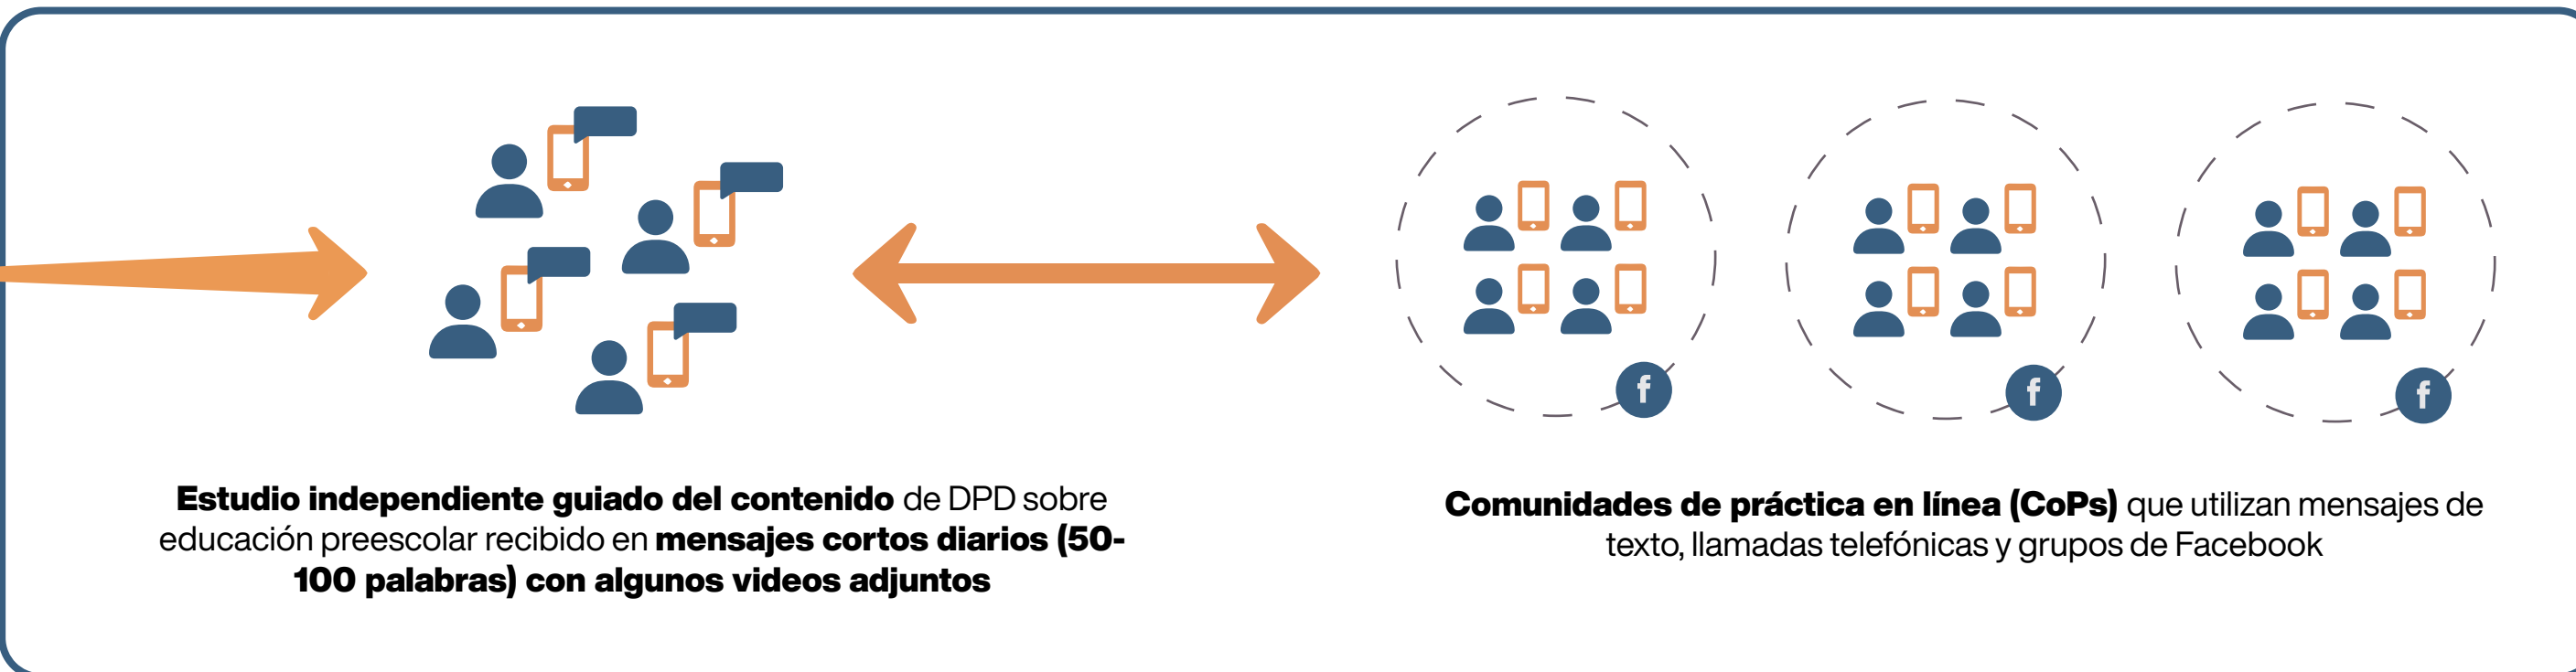 Estudio independiente guiado del contenido de DPD sobre
educación preescolar recibido en mensajes cortos diarios (50-
100 palabras) con algunos videos adjuntos
Comunidades de práctica en línea (CoPs) que utilizan mensajes de
texto, llamadas telefónicas y grupos de Facebook